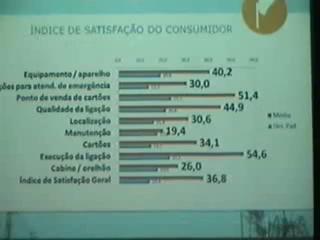 ÍNDICE DE SATISFAÇÃO DO CONSUMIDOR
Equipamento / aparelho 40,2
ções para atend. de emergência 30,0
Ponto de venda de cartões 51,4
Qualidade da ligação 44,9
Localização 30,6
Manutenção 19,4
Cartões 34,1
Execução da ligação 54,6
Cabine / orelhão 26,0
Índice de Satisfação Geral 36,8
Média
Des. Pad